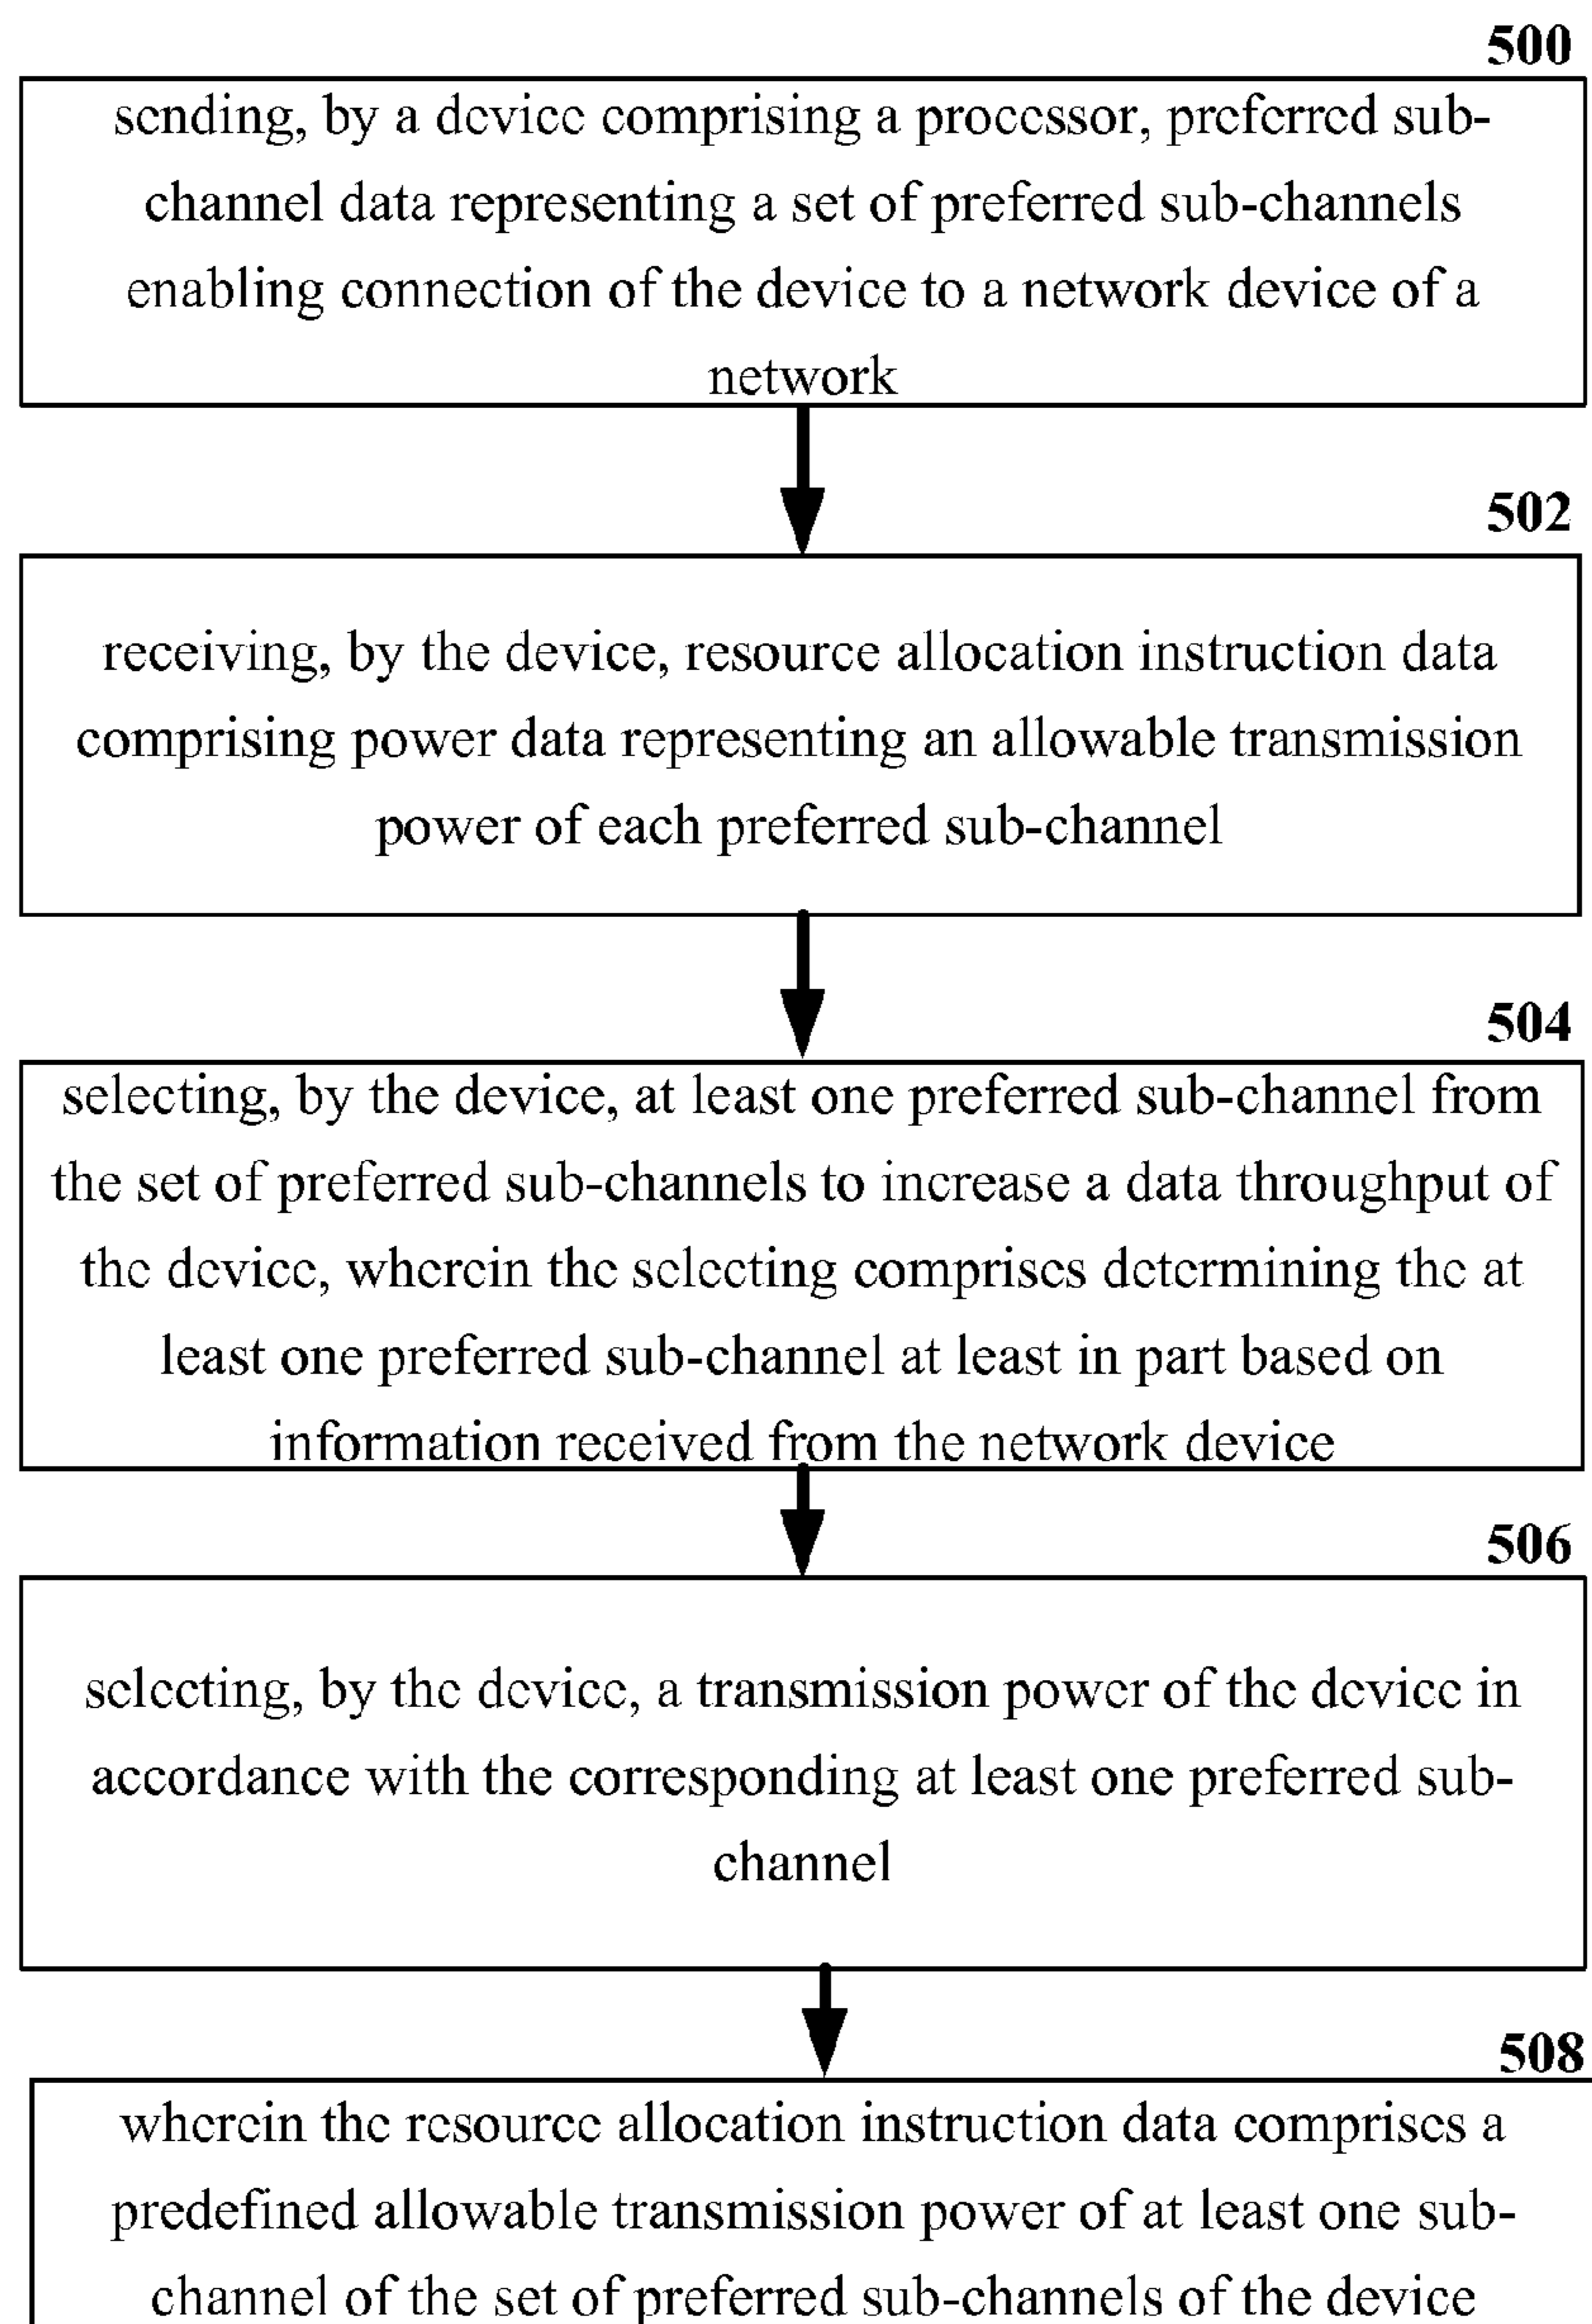 500
sending, by a device comprising a processor, preferred sub-
channel data representing a set of preferred sub-channels
enabling connection of the device to a network device of a
network
502
receiving, by the device, resource allocation instruction data
comprising power data representing an allowable transmission
power of each preferred sub-channel
504
selecting, by the device, at least one preferred sub-channel from
the set of preferred sub-channels to increase a data throughput of
the device, wherein the selecting comprises determining the at
least one preferred sub-channel at least in part based on
information received from the network device
506
selecting, by the device, a transmission power of the device in
accordance with the corresponding at least one preferred sub-
channel
508
wherein the resource allocation instruction data comprises a
predefined allowable transmission power of at least one sub-
channel of the set of preferred sub-channels of the device